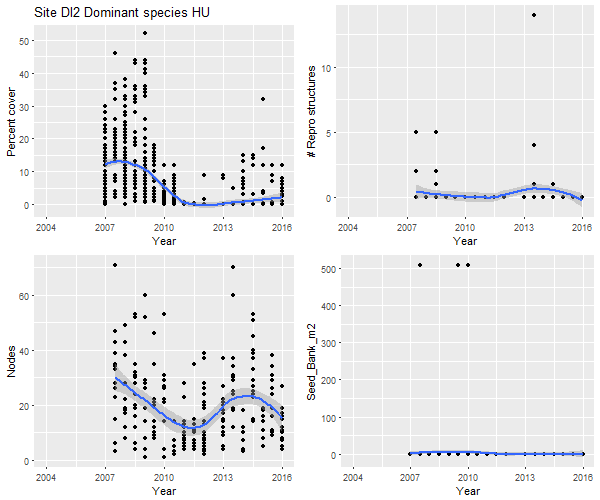 Site DI2 Dominant species HU
Percent cover
50
40
30
20
10
0
2004 2007 2010 2013 2016
Year
# Repro structures
10
5
0
2004 2007 2010 2013 2016
Year
Nodes
60
40
20
0
2004 2007 2010 2013 2016
Year
Seed_Bank_m2
500
400
300
200
100
0
2004 2007 2010 2013 2016
Year